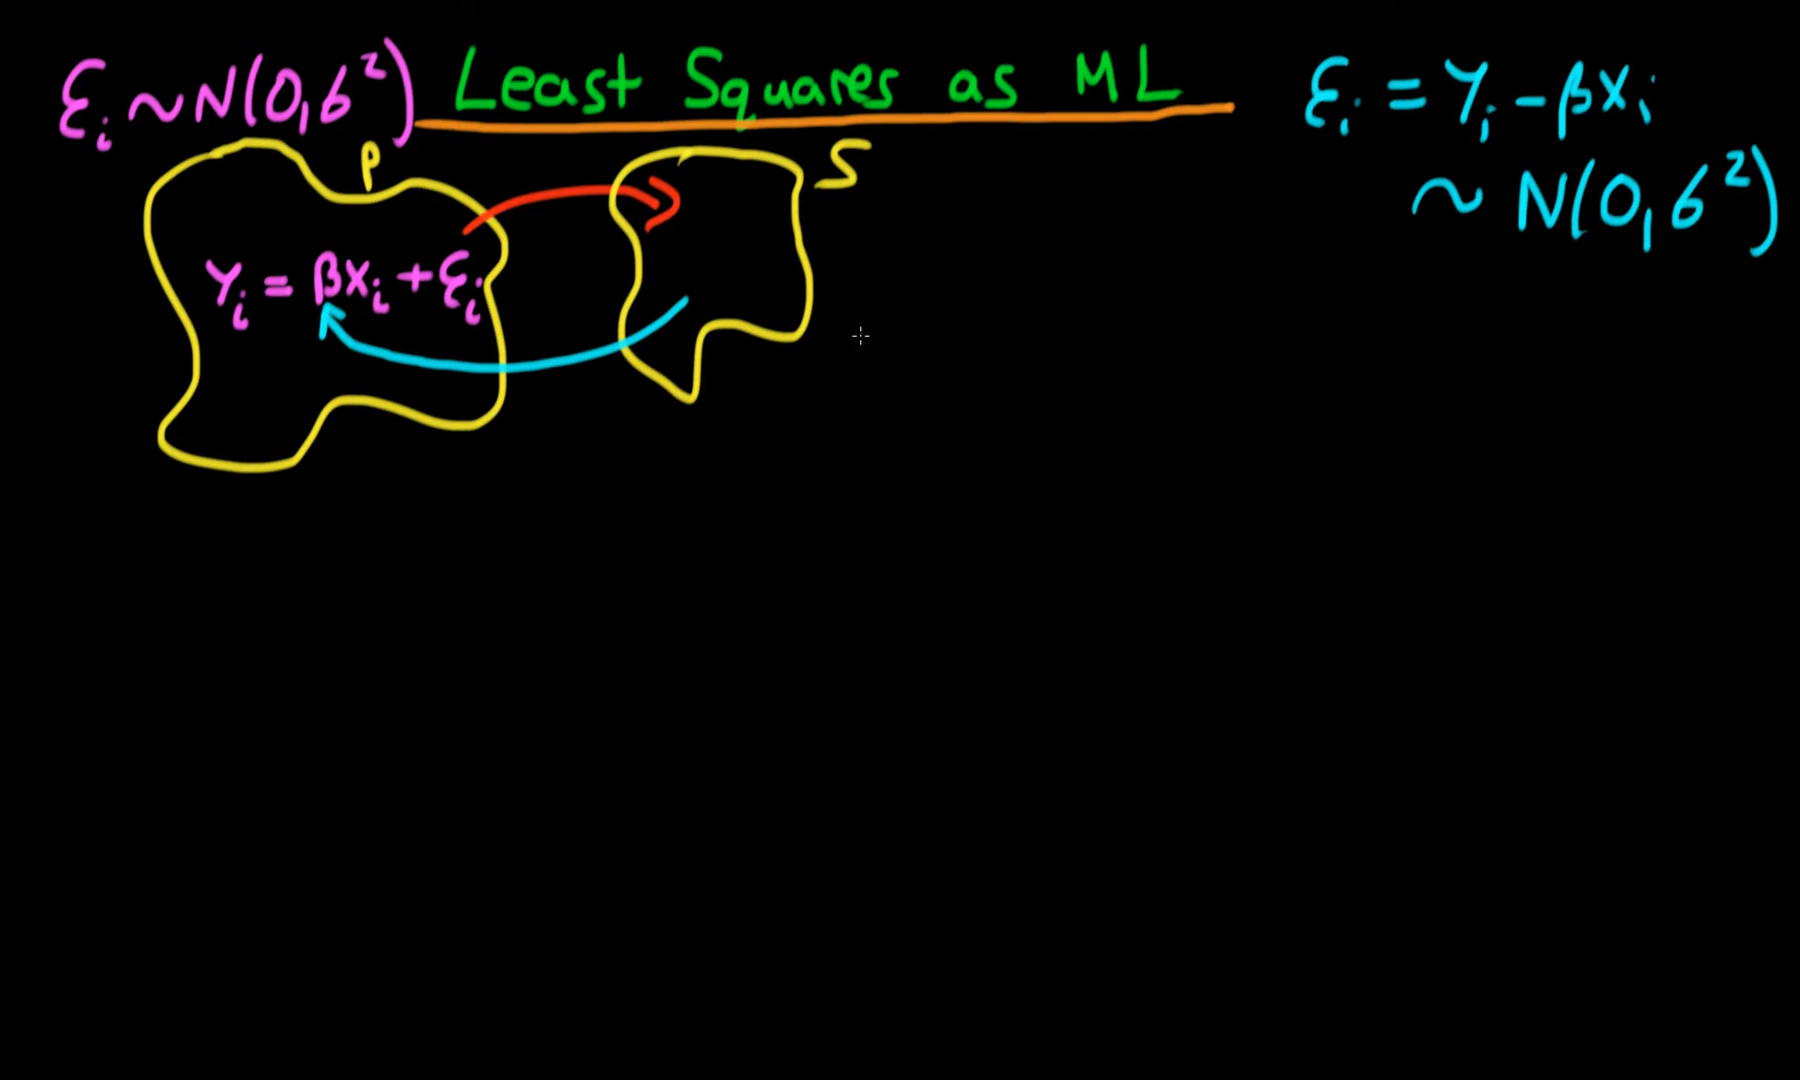 εᵢ ~ N(0, σ²)
Least Squares as ML
εᵢ = Yᵢ - βXᵢ
~ N(0, σ²)
P
S
Yᵢ = βXᵢ + εᵢ